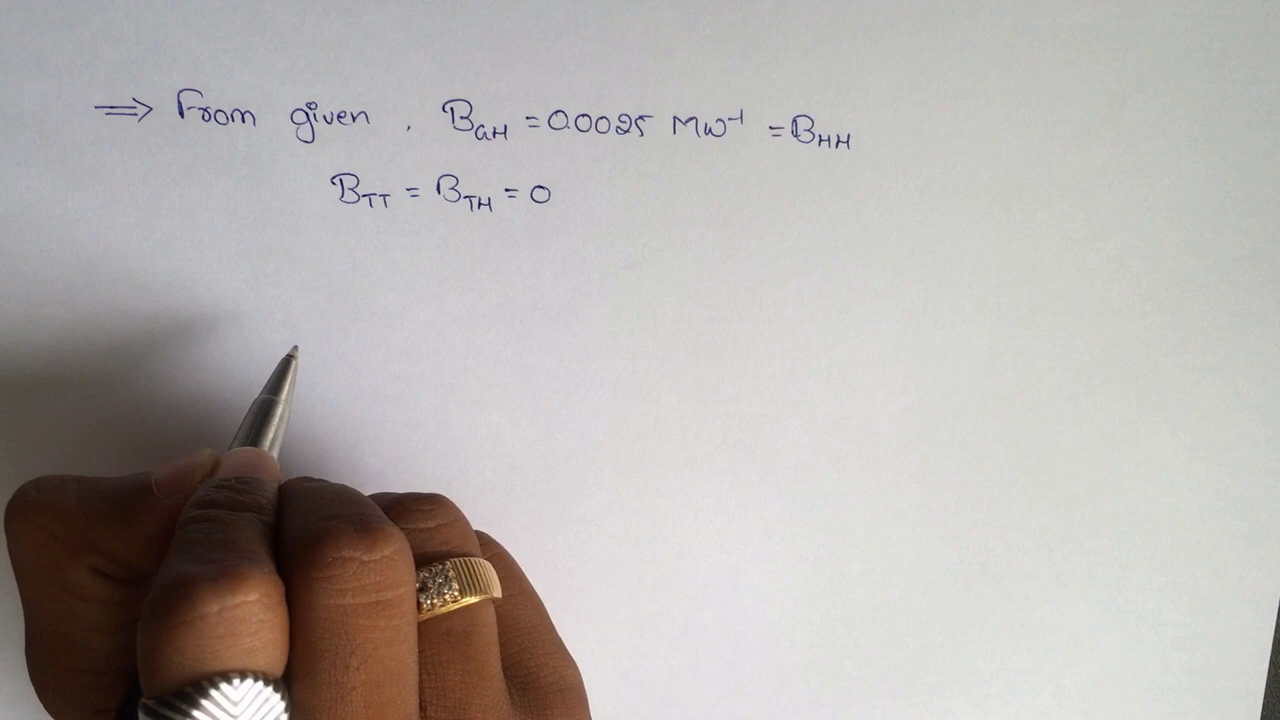 ⇒ From given , B_GH = 0.0025 MW⁻¹ = B_HH
B_TT = B_TH = 0